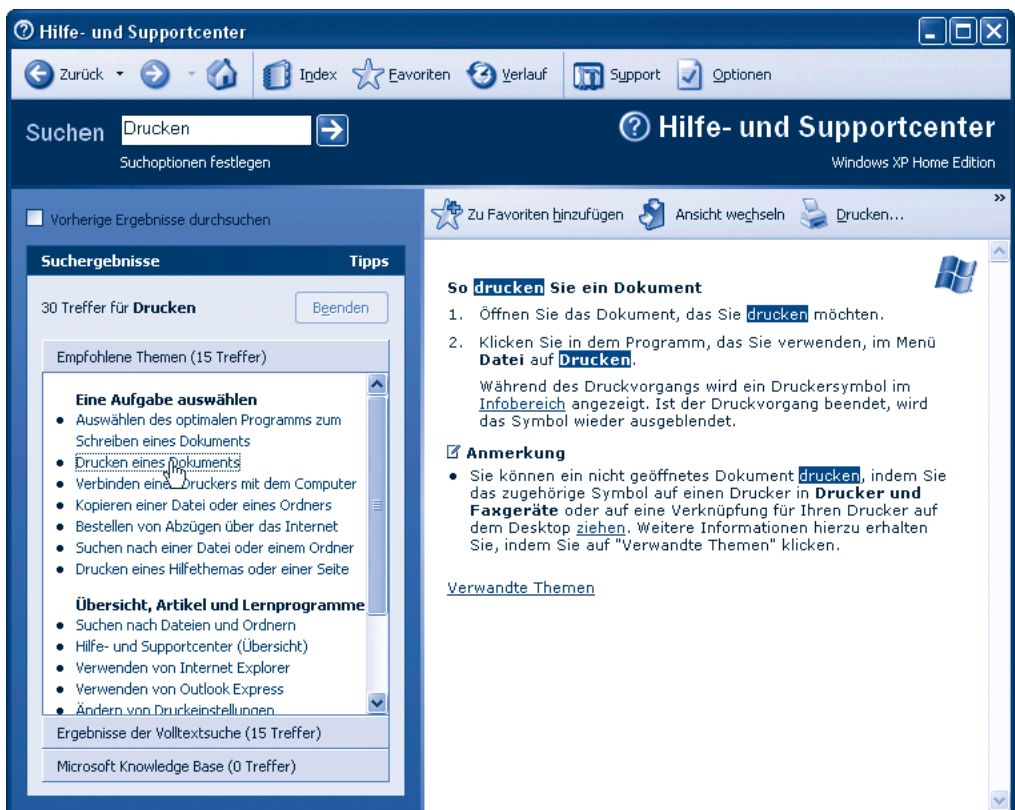 Hilfe- und Supportcenter
Zurück Index Favoriten Verlauf Support Optionen
Suchen Drucken
Suchoptionen festlegen
Hilfe- und Supportcenter
Windows XP Home Edition
Vorherige Ergebnisse durchsuchen
Suchergebnisse Tipps
30 Treffer für Drucken Beenden
Empfohlene Themen (15 Treffer)
Eine Aufgabe auswählen
• Auswählen des optimalen Programms zum
Schreiben eines Dokuments
• Drucken eines Dokuments
• Verbinden eines Druckers mit dem Computer
• Kopieren einer Datei oder eines Ordners
• Bestellen von Abzügen über das Internet
• Suchen nach einer Datei oder einem Ordner
• Drucken eines Hilfethemas oder einer Seite
Übersicht, Artikel und Lernprogramme
• Suchen nach Dateien und Ordnern
• Hilfe- und Supportcenter (Übersicht)
• Verwenden von Internet Explorer
• Verwenden von Outlook Express
• Ändern von Druckeinstellungen
Ergebnisse der Volltextsuche (15 Treffer)
Microsoft Knowledge Base (0 Treffer)
Zu Favoriten hinzufügen Ansicht wechseln Drucken... »
So drucken Sie ein Dokument
1. Öffnen Sie das Dokument, das Sie drucken möchten.
2. Klicken Sie in dem Programm, das Sie verwenden, im Menü
Datei auf Drucken.
Während des Druckvorgangs wird ein Druckersymbol im
Infobereich angezeigt. Ist der Druckvorgang beendet, wird
das Symbol wieder ausgeblendet.
Anmerkung
• Sie können ein nicht geöffnetes Dokument drucken, indem Sie
das zugehörige Symbol auf einen Drucker in Drucker und
Faxgeräte oder auf eine Verknüpfung für Ihren Drucker auf
dem Desktop ziehen. Weitere Informationen hierzu erhalten
Sie, indem Sie auf "Verwandte Themen" klicken.
Verwandte Themen